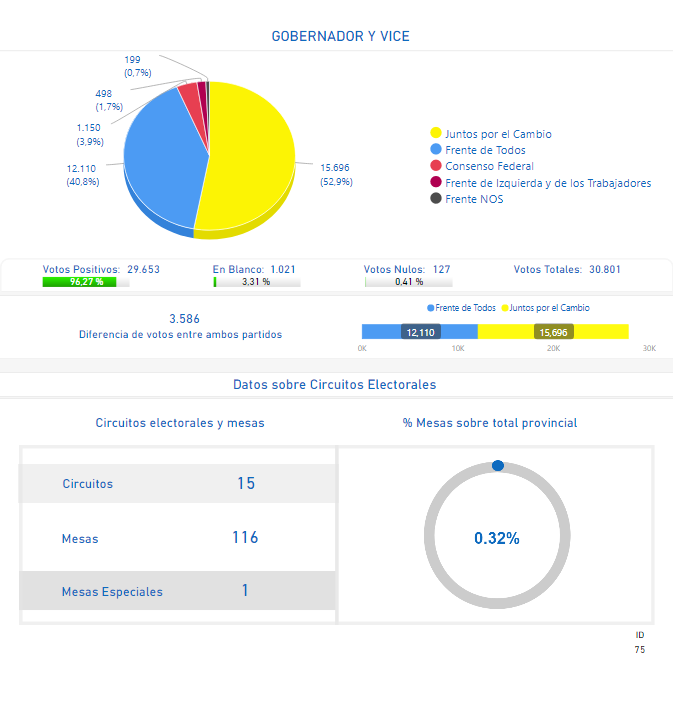 GOBERNADOR Y VICE
199
(0,7%)
498
(1,7%)
1.150
(3,9%)
12.110
(40,8%)
15.696
(52,9%)
Juntos por el Cambio
Frente de Todos
Consenso Federal
Frente de Izquierda y de los Trabajadores
Frente NOS
Votos Positivos: 29.653
96,27 %
En Blanco: 1.021
3,31 %
Votos Nulos: 127
0,41 %
Votos Totales: 30.801
3.586
Diferencia de votos entre ambos partidos
Frente de Todos Juntos por el Cambio
12,110 15,696
0K 10K 20K 30K
Datos sobre Circuitos Electorales
Circuitos electorales y mesas
% Mesas sobre total provincial
Circuitos 15
Mesas 116
Mesas Especiales 1
0.32%
ID
75